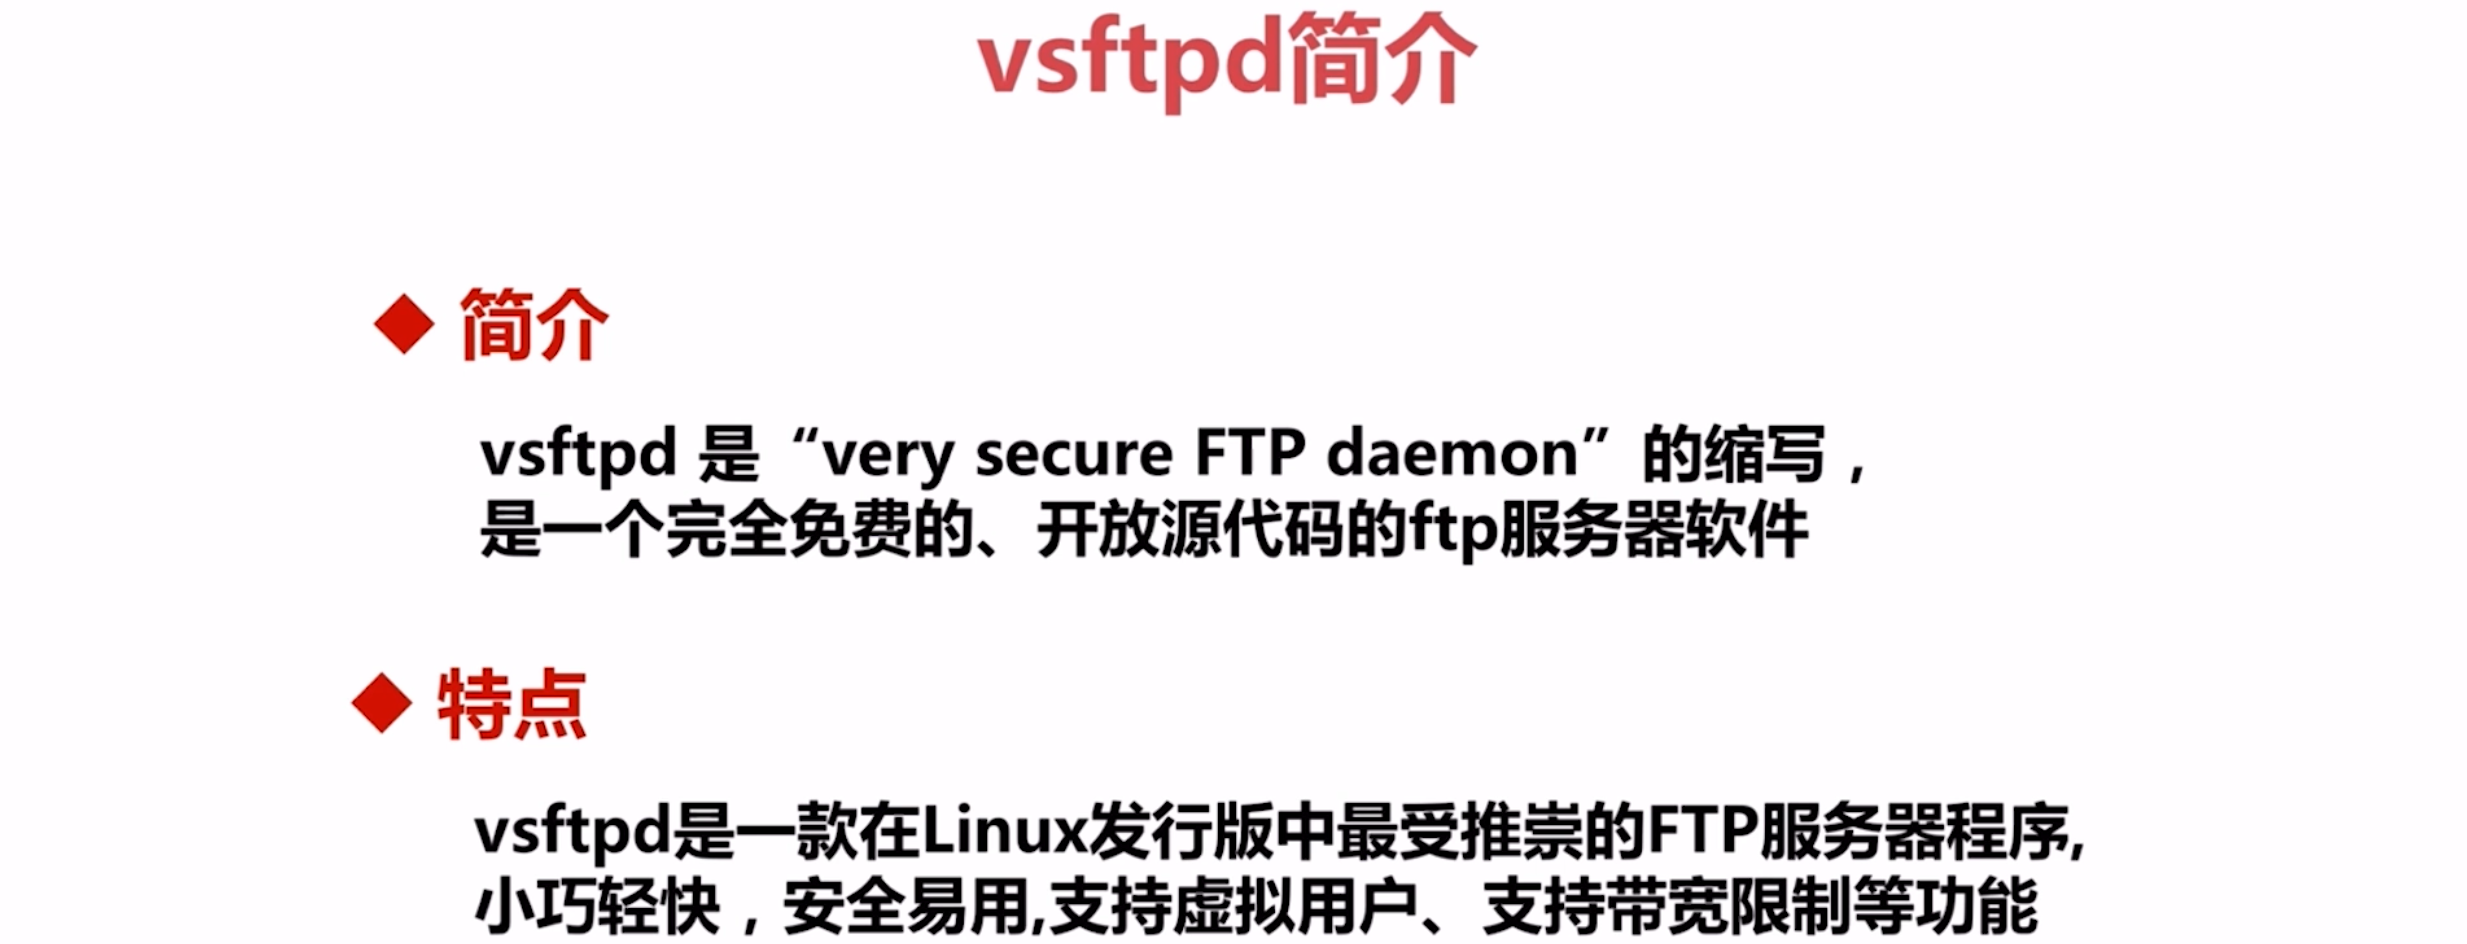 vsftpd简介
简介
vsftpd 是“very secure FTP daemon”的缩写，
是一个完全免费的、开放源代码的ftp服务器软件
特点
vsftpd是一款在Linux发行版中最受推崇的FTP服务器程序,
小巧轻快，安全易用,支持虚拟用户、支持带宽限制等功能